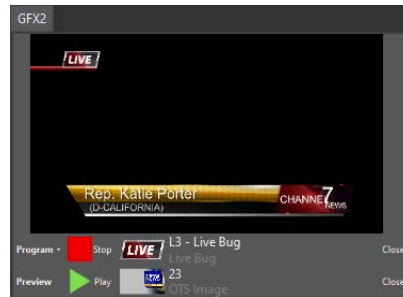 GFX2
LIVE
Rep. Katie Porter
(D-CALIFORNIA)
CHANNEL 7 NEWS
Program
Stop
LIVE
L3 - Live Bug
Live Bug
Close
Preview
Play
23
OTS Image
Close